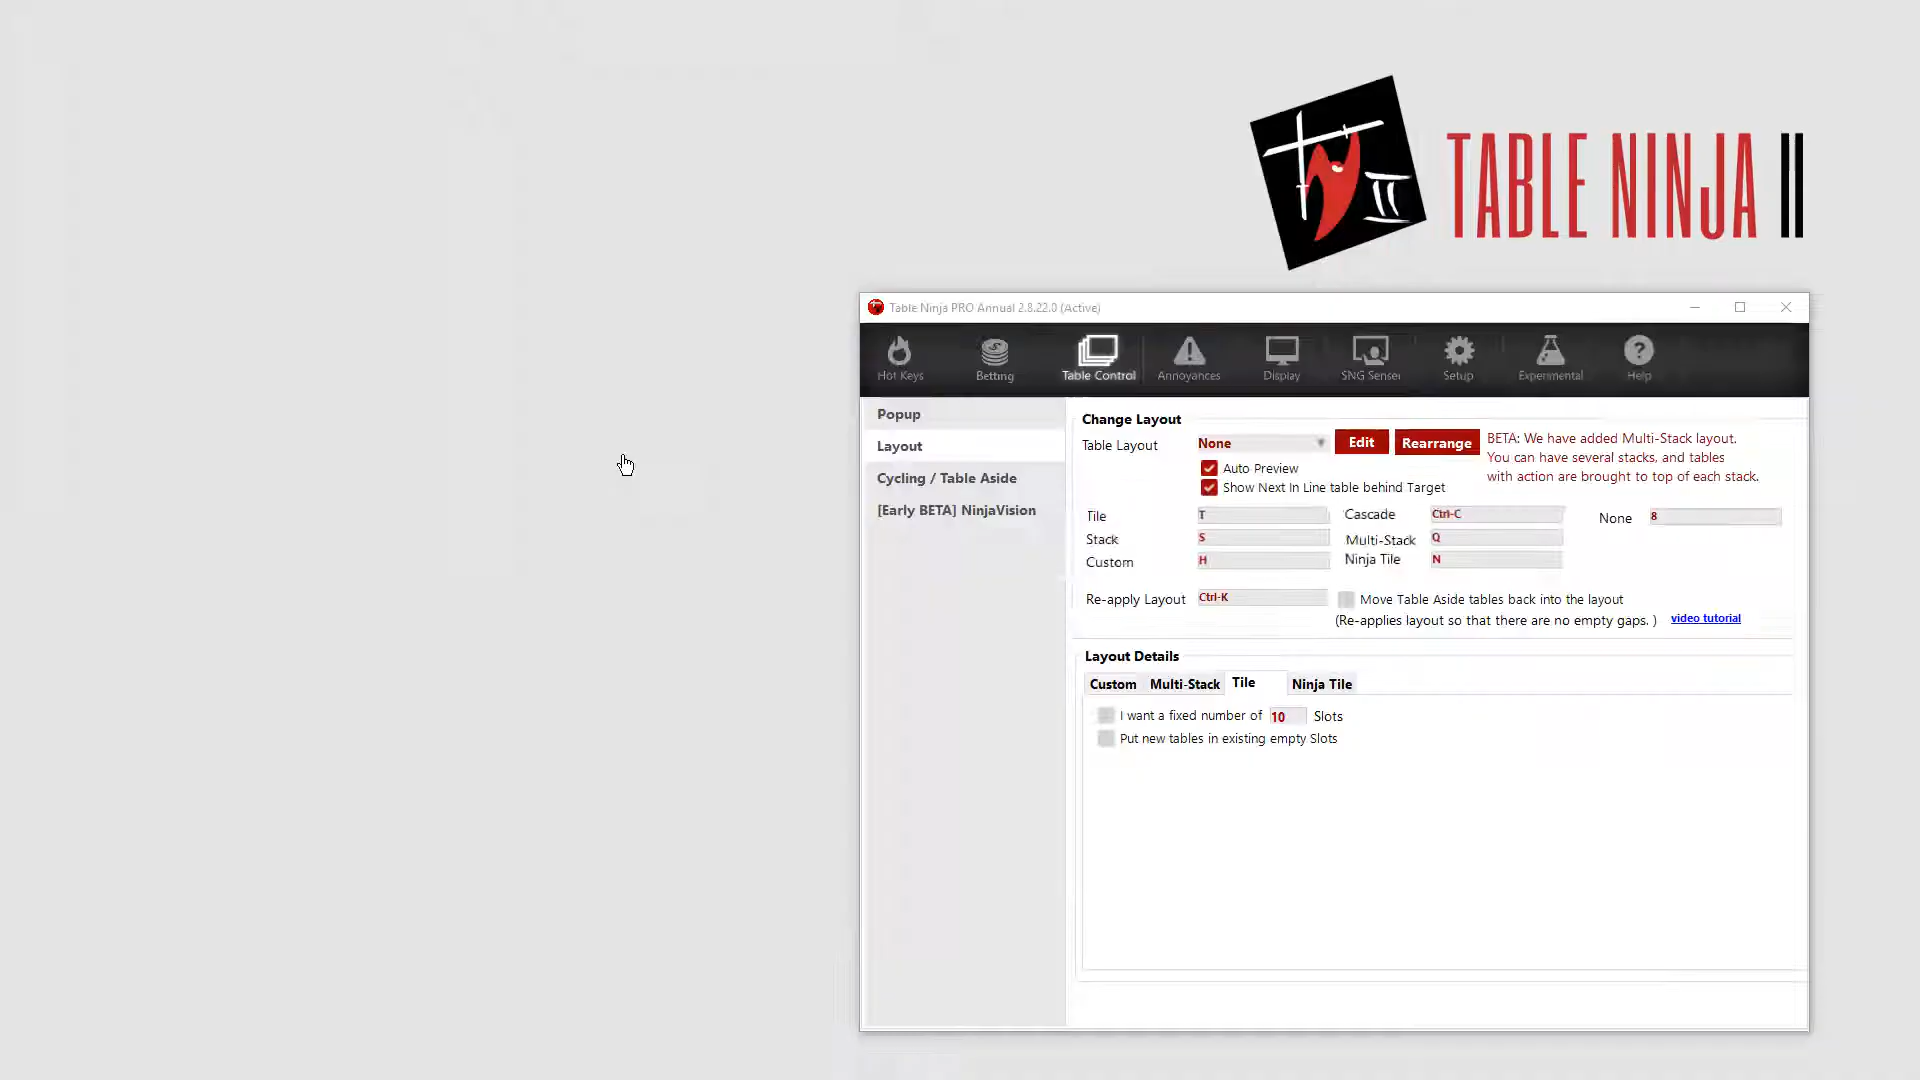 TABLE NINJA II
Table Ninja PRO Annual 2.8.22.0 (Active)
Hot Keys Betting Table Control Annoyances Display SNG Sensei Setup Experimental Help
Popup
Layout
Cycling / Table Aside
[Early BETA] NinjaVision
Change Layout
Table Layout None Edit Rearrange
BETA: We have added Multi-Stack layout.
You can have several stacks, and tables
with action are brought to top of each stack.
Auto Preview
Show Next In Line table behind Target
Tile T Cascade Ctrl-C None 8
Stack S Multi-Stack Q
Custom H Ninja Tile N
Re-apply Layout Ctrl-K Move Table Aside tables back into the layout
(Re-applies layout so that there are no empty gaps. ) video tutorial
Layout Details
Custom Multi-Stack Tile Ninja Tile
I want a fixed number of 10 Slots
Put new tables in existing empty Slots